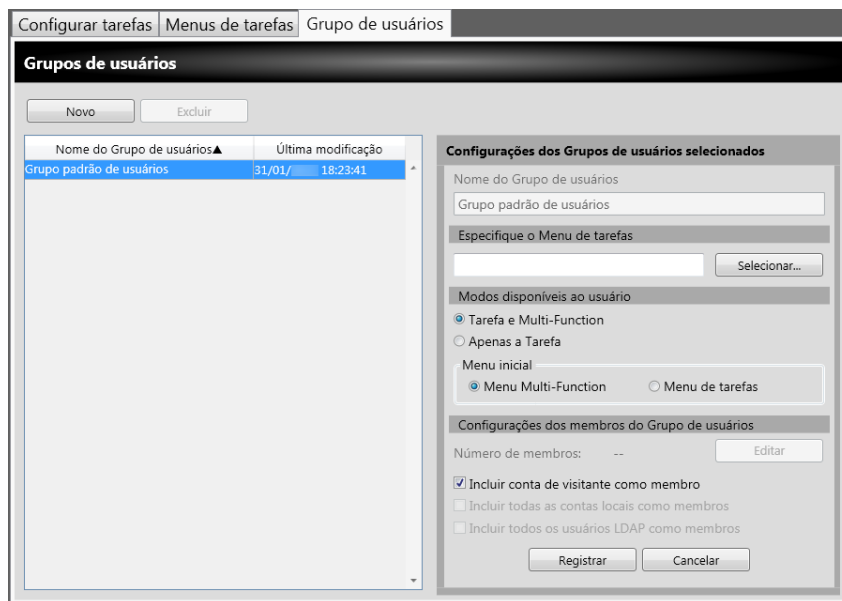 Configurar tarefas Menus de tarefas Grupo de usuários
Grupos de usuários
Novo Excluir
Nome do Grupo de usuários▲ Última modificação
Grupo padrão de usuários 31/01/ 18:23:41
Configurações dos Grupos de usuários selecionados
Nome do Grupo de usuários
Grupo padrão de usuários
Especifique o Menu de tarefas
Selecionar...
Modos disponíveis ao usuário
Tarefa e Multi-Function
Apenas a Tarefa
Menu inicial
Menu Multi-Function Menu de tarefas
Configurações dos membros do Grupo de usuários
Número de membros: -- Editar
Incluir conta de visitante como membro
Incluir todas as contas locais como membros
Incluir todos os usuários LDAP como membros
Registrar Cancelar